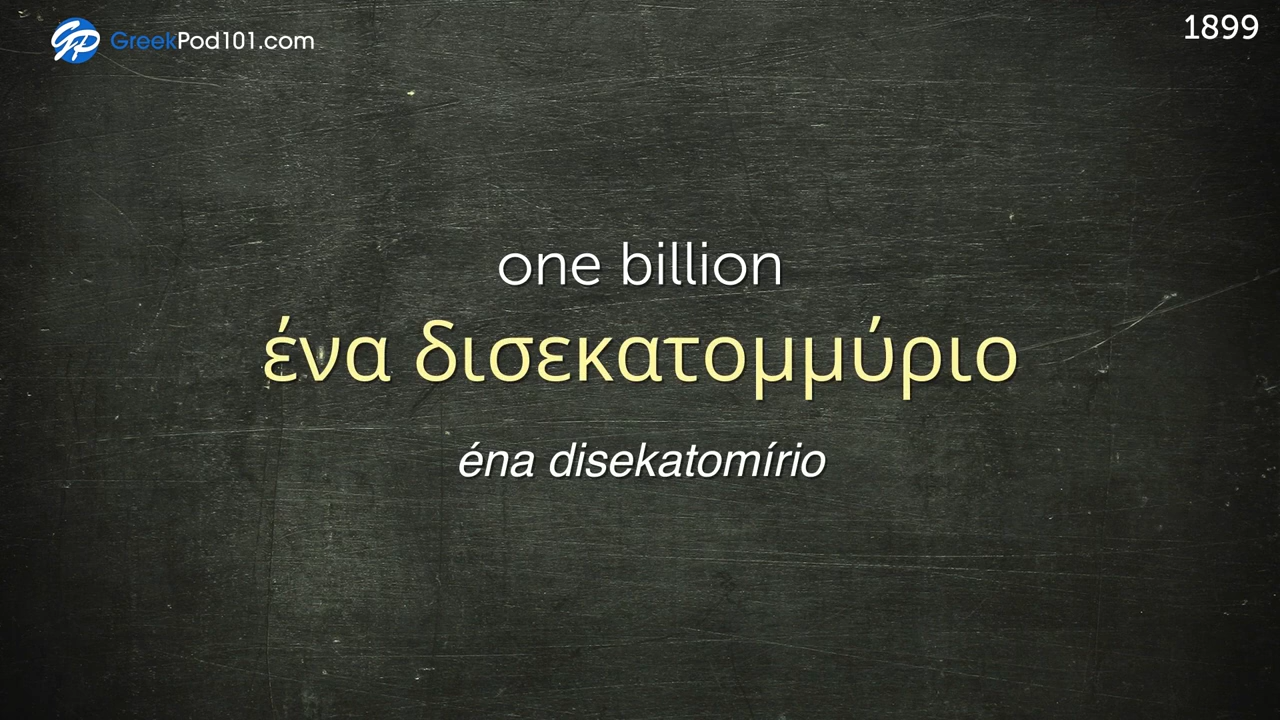 GreekPod101.com
1899
one billion
ένα δισεκατομμύριο
éna disekatomírio